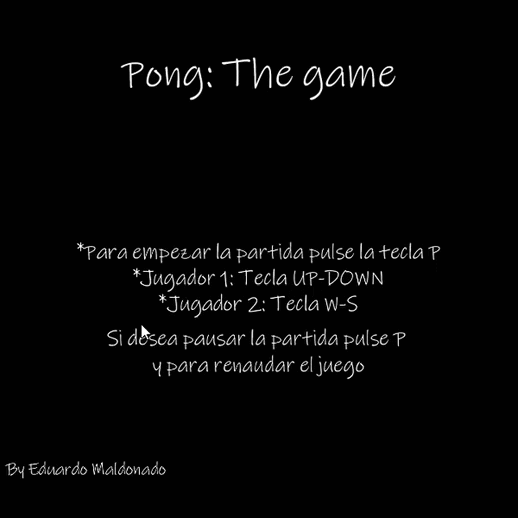 Pong: The game
*Para empezar la partida pulse la tecla P
*Jugador 1: Tecla UP-DOWN
*Jugador 2: Tecla W-S
Si desea pausar la partida pulse P
y para renaudar el juego
By Eduardo Maldonado